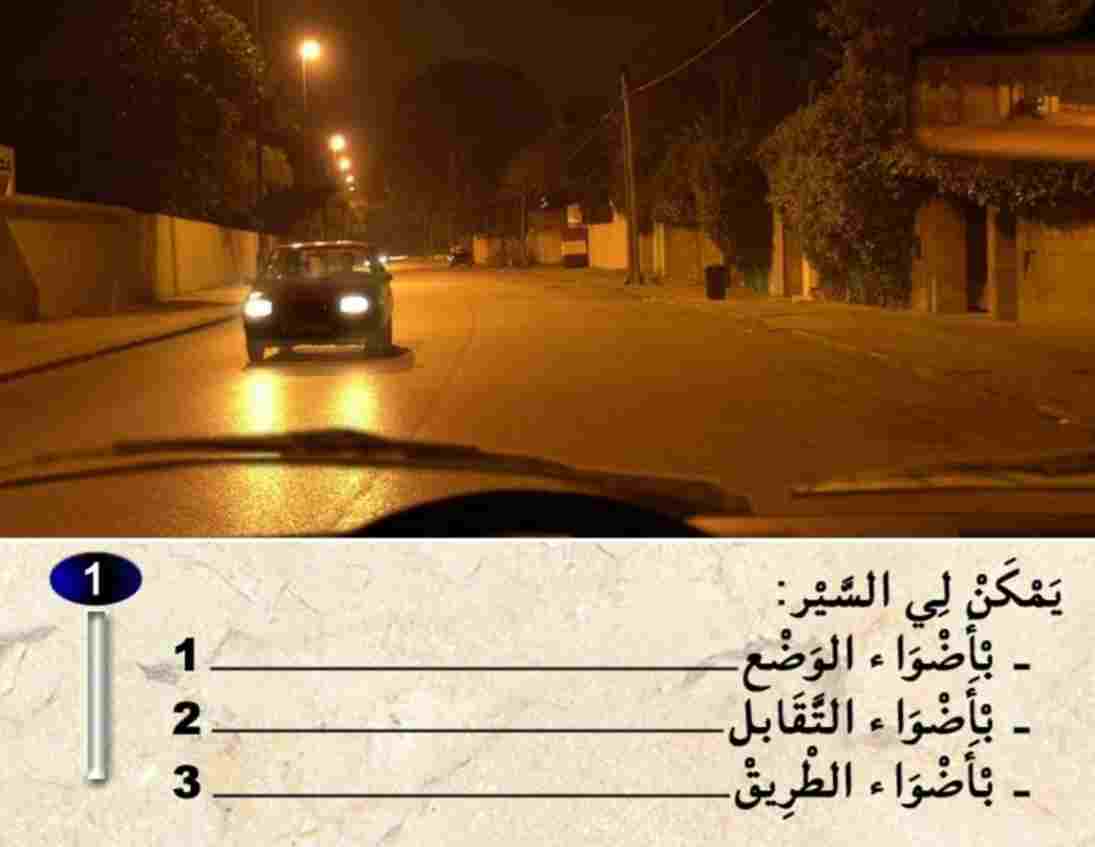 1
يَمْكَنْ لِي السَّيْر:
- بْأَضْوَاء الوَضْع 1
- بْأَضْوَاء التَّقَابل 2
- بْأَضْوَاء الطْرِيقْ 3